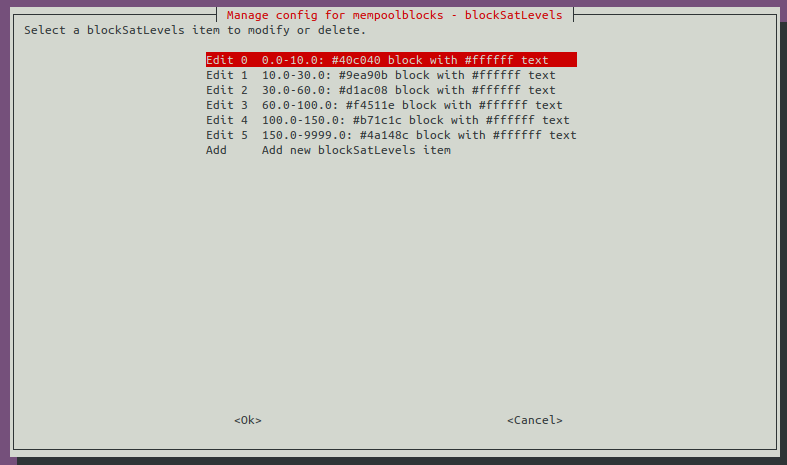 Manage config for mempoolblocks - blockSatLevels
Select a blockSatLevels item to modify or delete.
Edit 0 0.0-10.0: #40c040 block with #ffffff text
Edit 1 10.0-30.0: #9ea90b block with #ffffff text
Edit 2 30.0-60.0: #d1ac08 block with #ffffff text
Edit 3 60.0-100.0: #f4511e block with #ffffff text
Edit 4 100.0-150.0: #b71c1c block with #ffffff text
Edit 5 150.0-9999.0: #4a148c block with #ffffff text
Add Add new blockSatLevels item
<Ok> <Cancel>